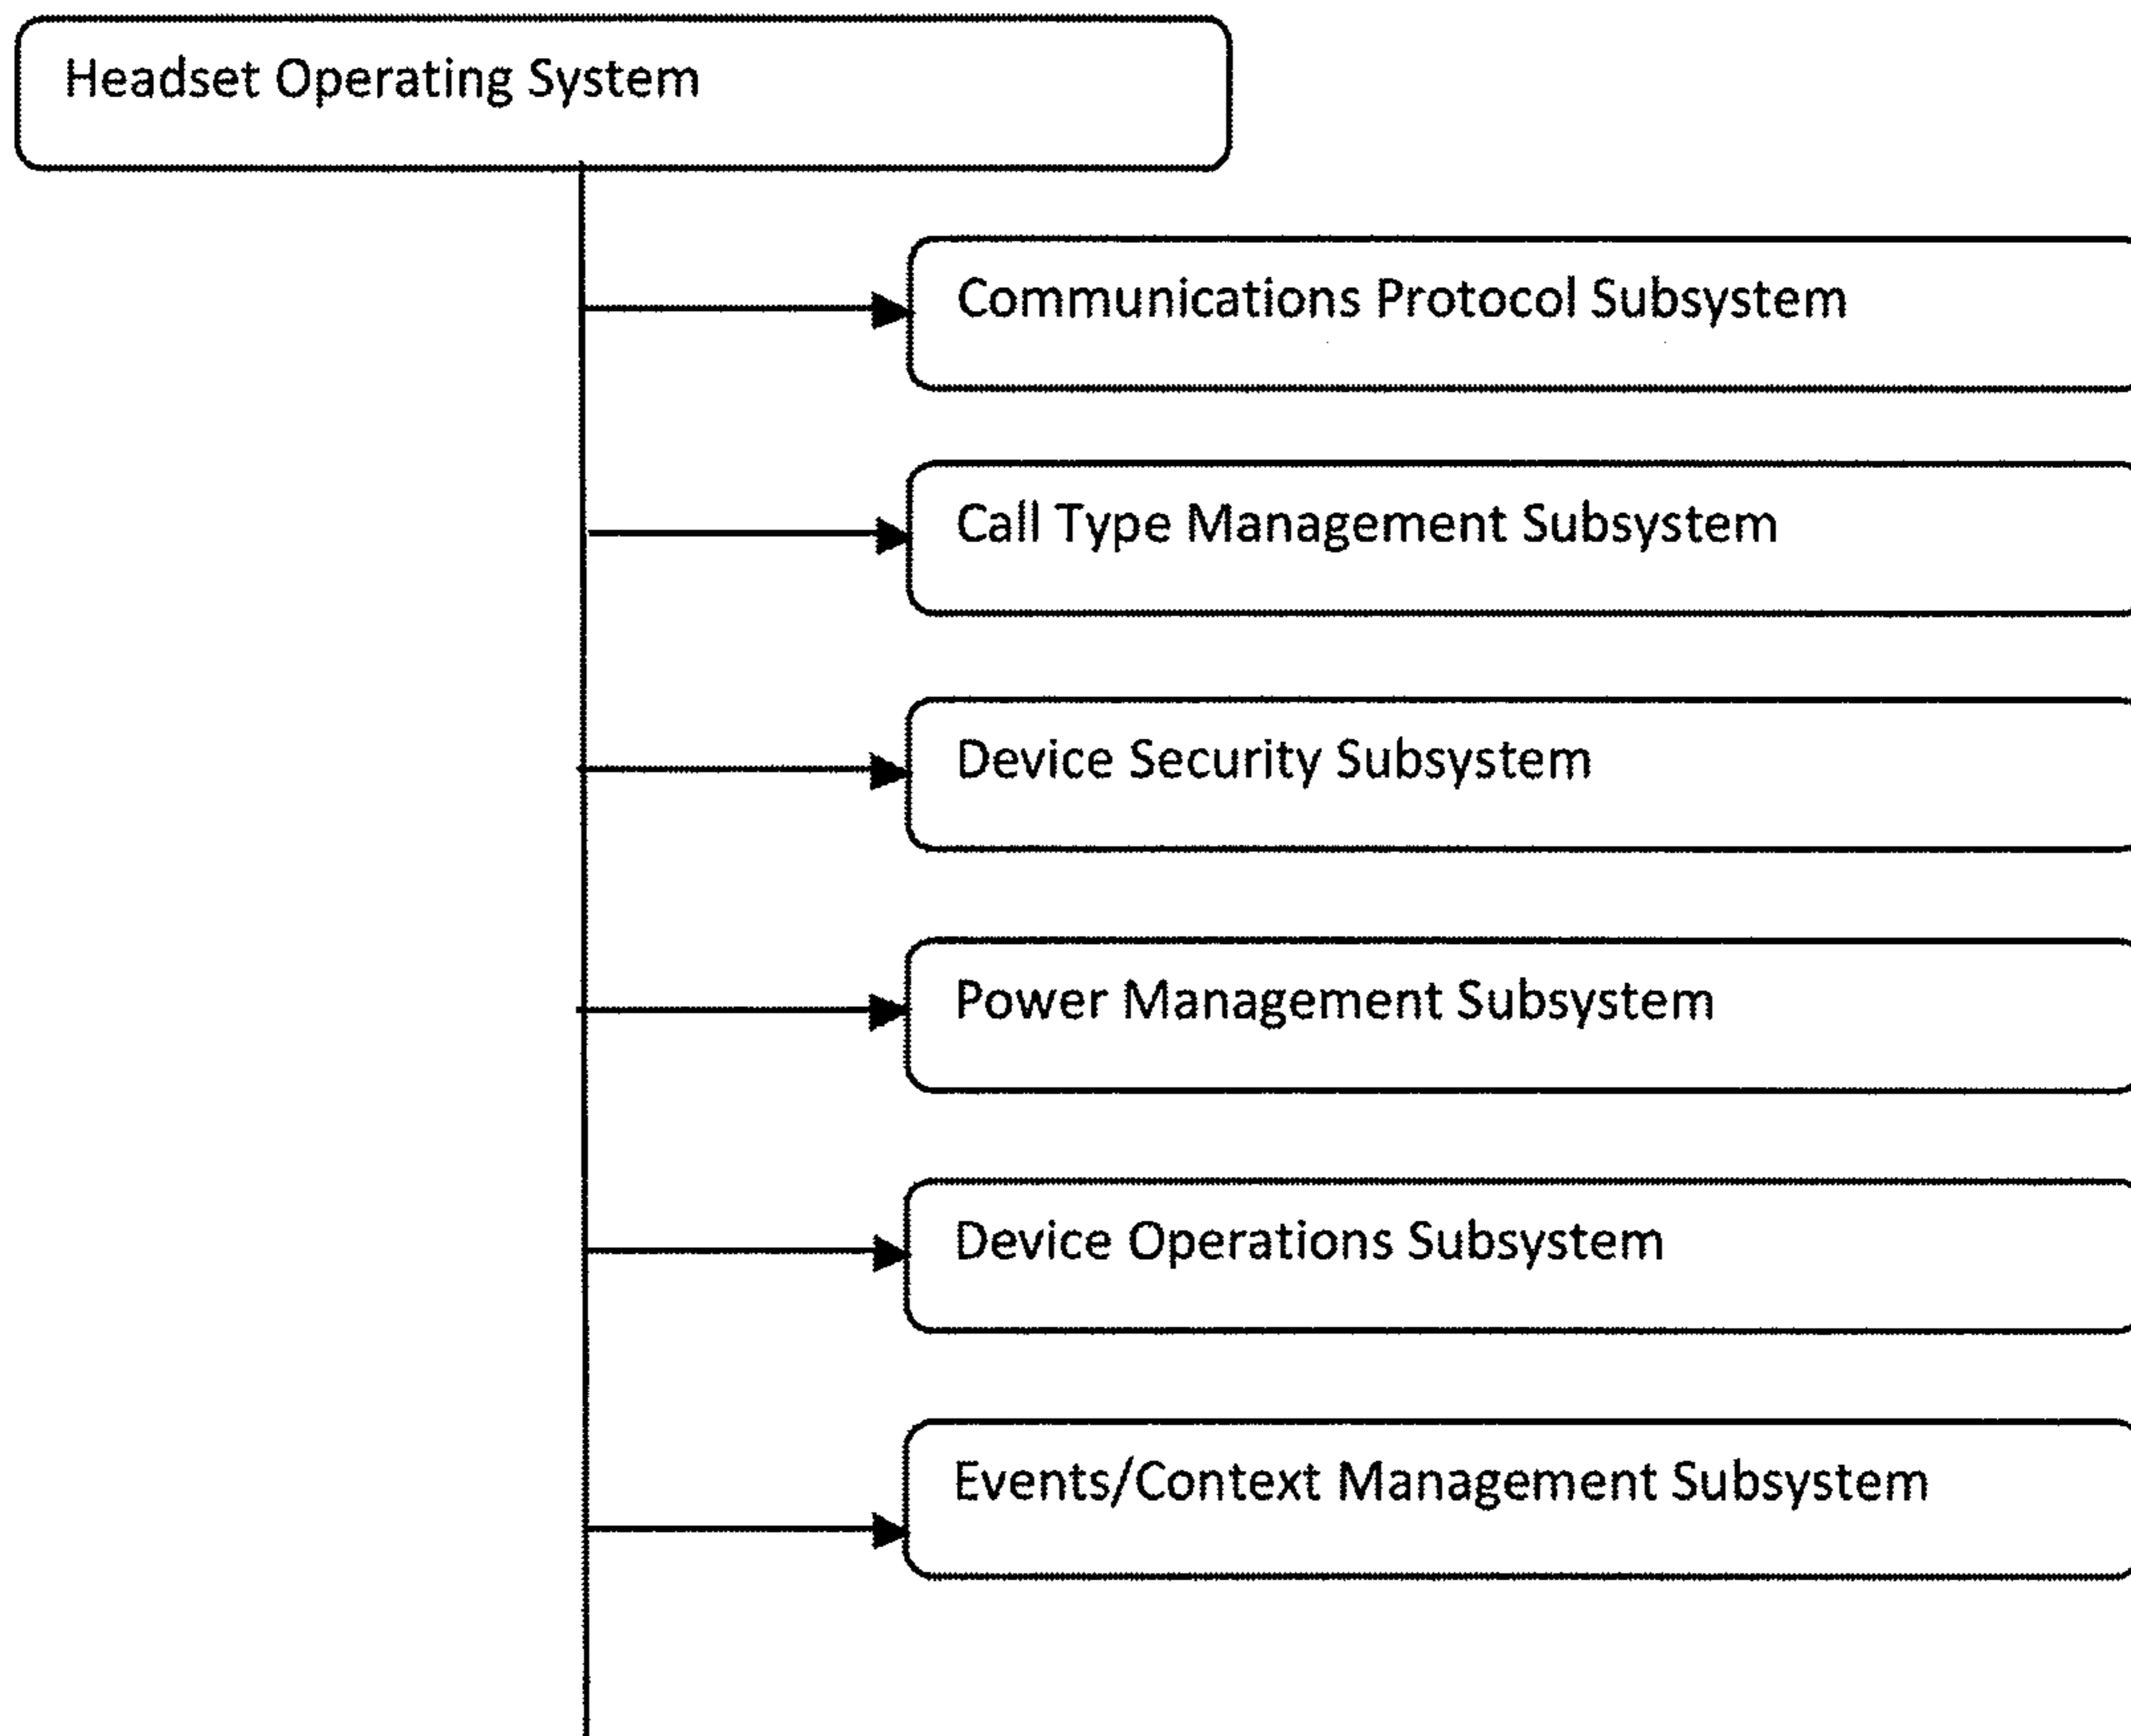 Headset Operating System
Communications Protocol Subsystem
Call Type Management Subsystem
Device Security Subsystem
Power Management Subsystem
Device Operations Subsystem
Events/Context Management Subsystem